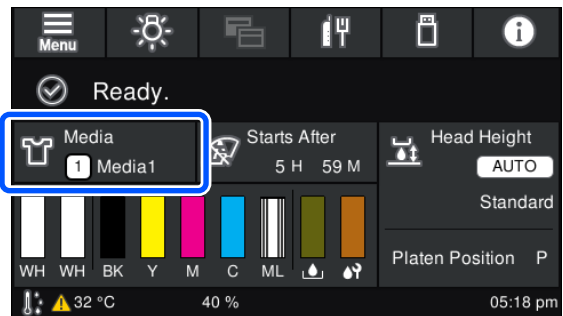 Menu
Ready.
Media
1 Media1
Starts After
5 H 59 M
Head Height
AUTO
Standard
WH WH BK Y M C ML
Platen Position P
32 °C
40 %
05:18 pm